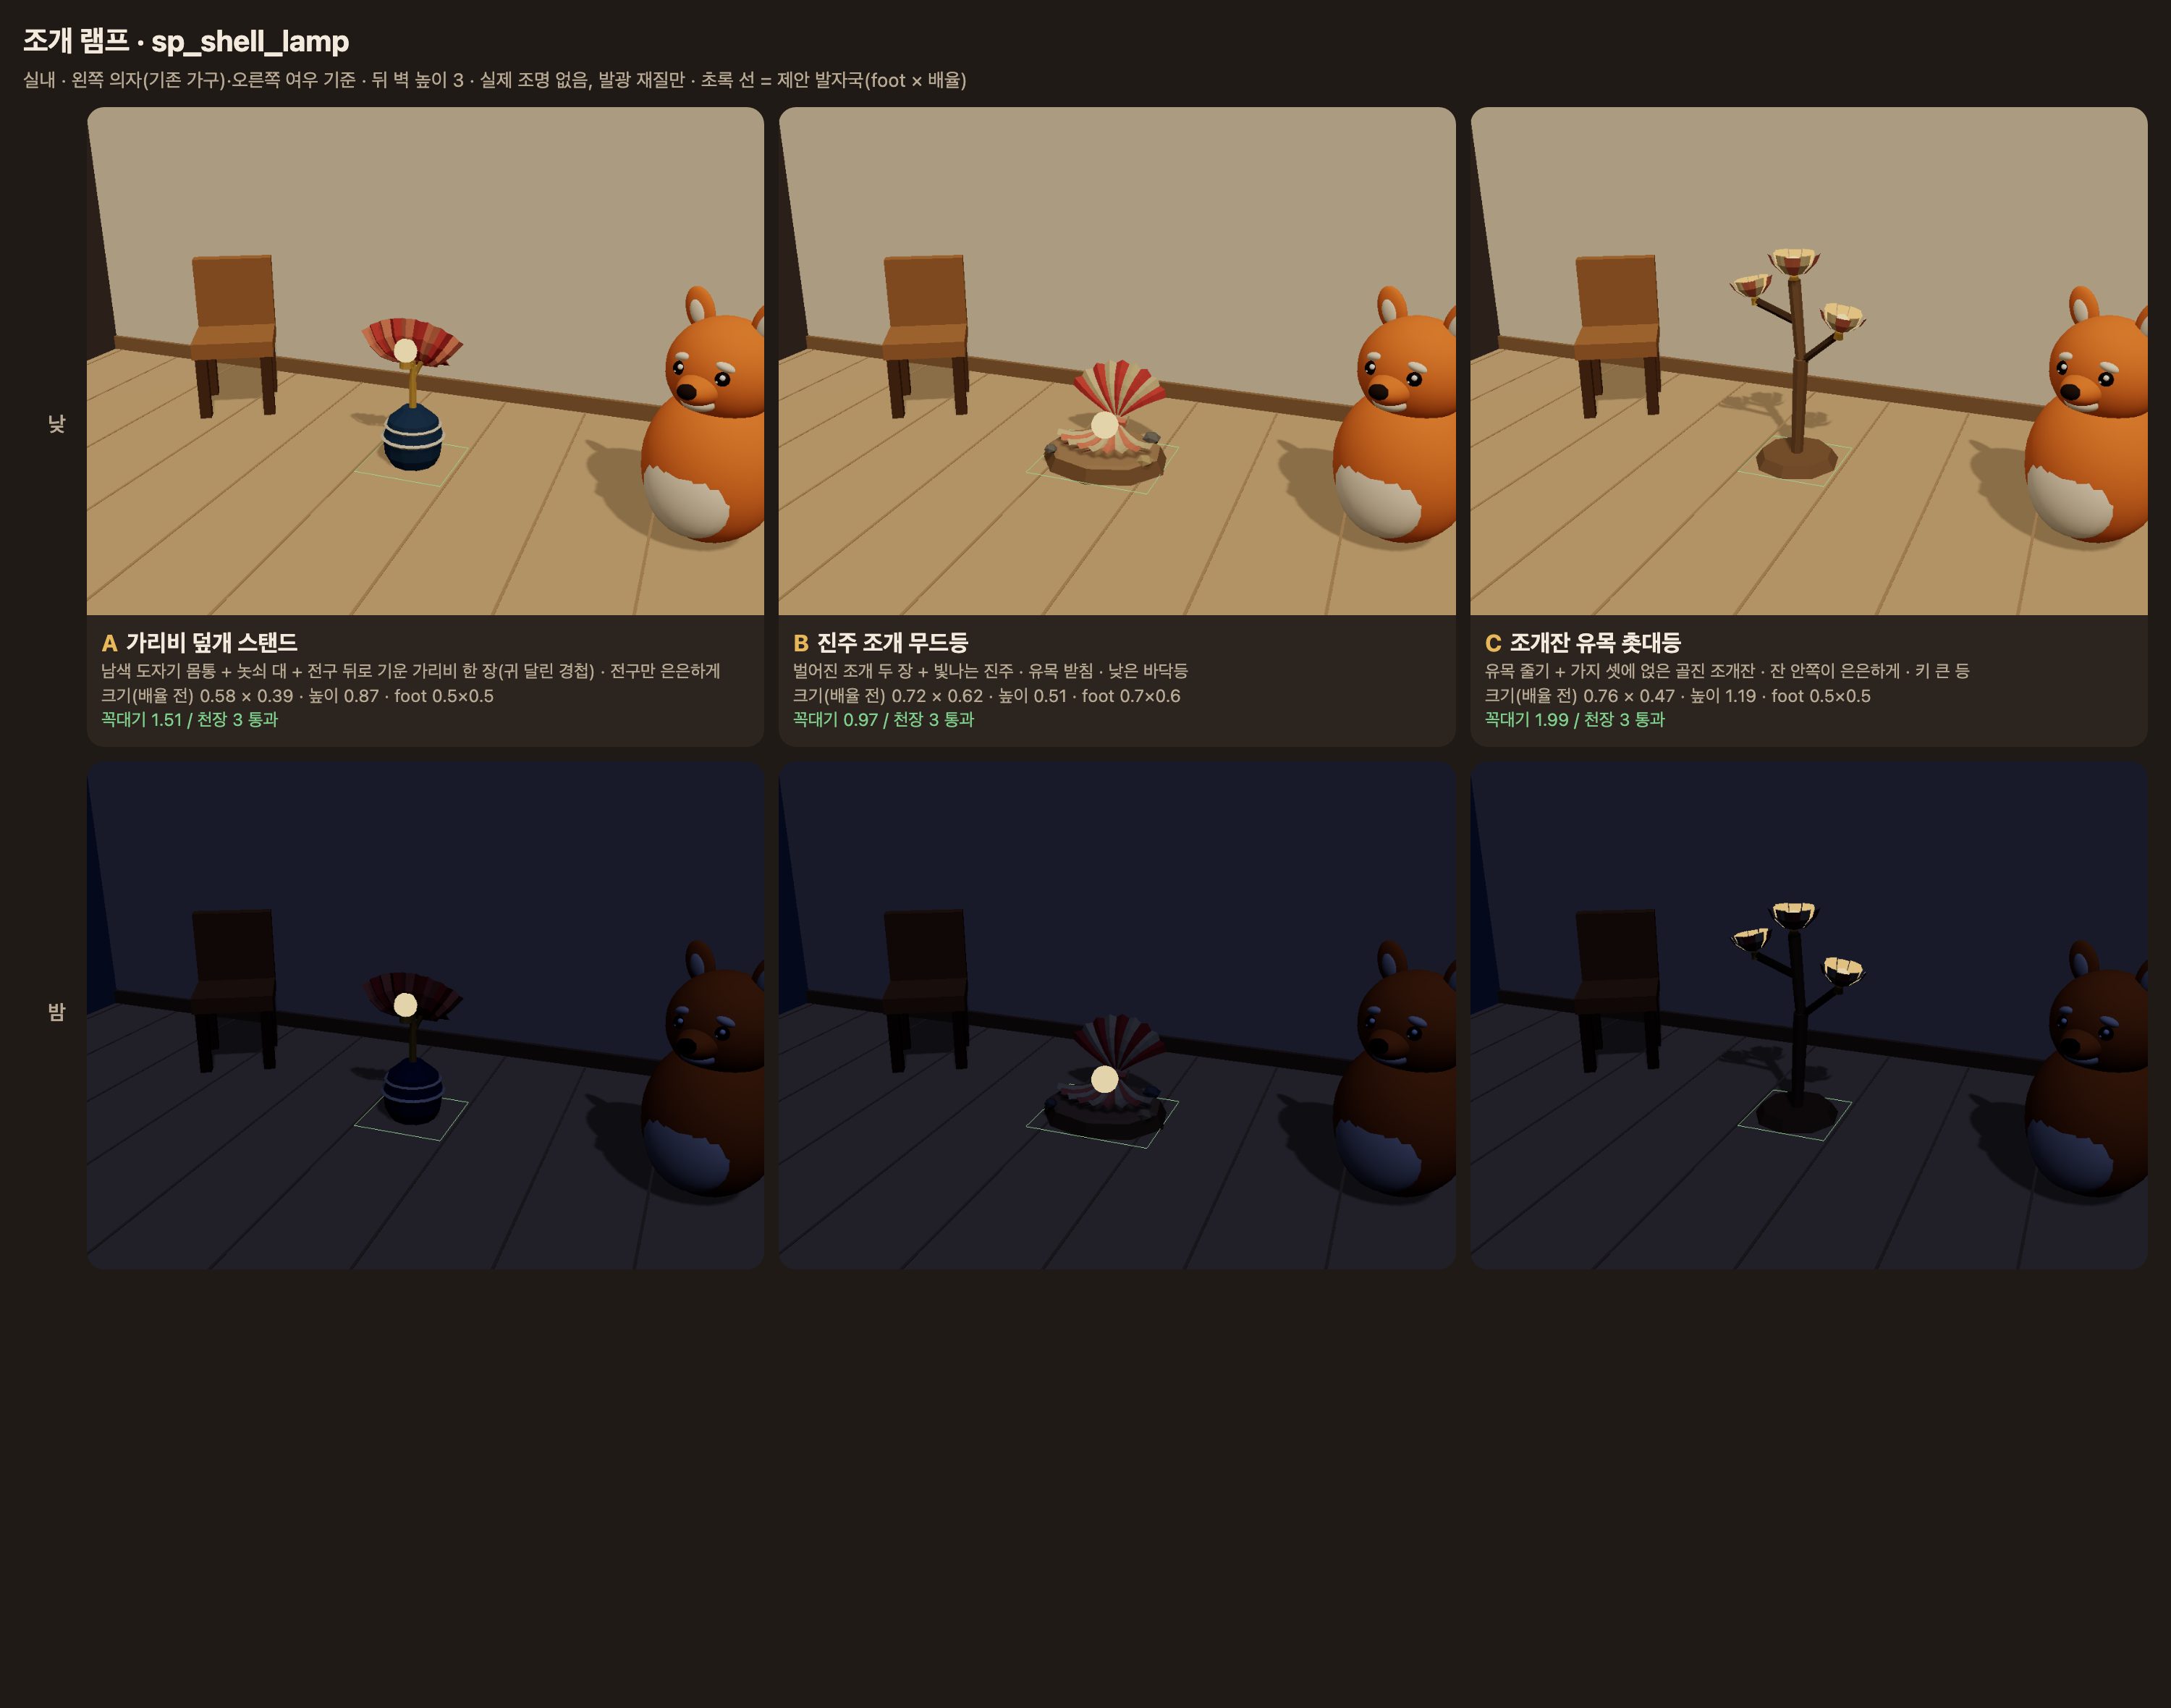 조개 램프 · sp_shell_lamp
실내 · 왼쪽 의자(기존 가구)·오른쪽 여우 기준 · 뒤 벽 높이 3 · 실제 조명 없음, 발광 재질만 · 초록 선 = 제안 발자국(foot × 배율)
낮
A 가리비 덮개 스탠드
남색 도자기 몸통 + 놋쇠 대 + 전구 뒤로 기운 가리비 한 장(귀 달린 경첩) · 전구만 은은하게
크기(배율 전) 0.58 × 0.39 · 높이 0.87 · foot 0.5×0.5
꼭대기 1.51 / 천장 3 통과
B 진주 조개 무드등
벌어진 조개 두 장 + 빛나는 진주 · 유목 받침 · 낮은 바닥등
크기(배율 전) 0.72 × 0.62 · 높이 0.51 · foot 0.7×0.6
꼭대기 0.97 / 천장 3 통과
C 조개잔 유목 촛대등
유목 줄기 + 가지 셋에 얹은 골진 조개잔 · 잔 안쪽이 은은하게 · 키 큰 등
크기(배율 전) 0.76 × 0.47 · 높이 1.19 · foot 0.5×0.5
꼭대기 1.99 / 천장 3 통과
밤